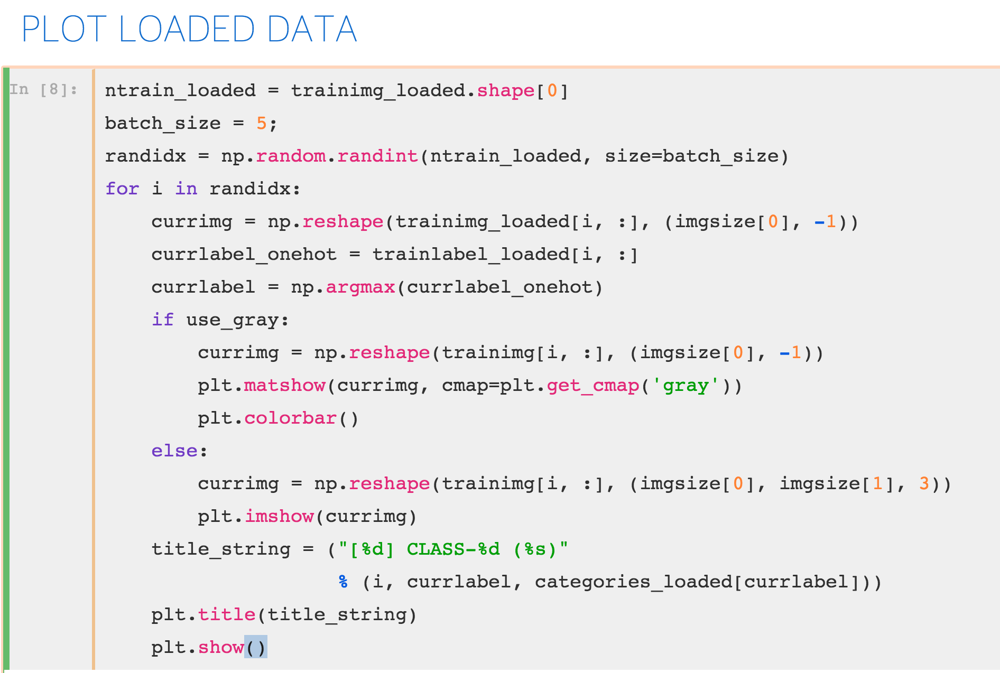 PLOT LOADED DATA
In [8]:
ntrain_loaded = trainimg_loaded.shape[0]
batch_size = 5;
randidx = np.random.randint(ntrain_loaded, size=batch_size)
for i in randidx:
    currimg = np.reshape(trainimg_loaded[i, :], (imgsize[0], -1))
    currlabel_onehot = trainlabel_loaded[i, :]
    currlabel = np.argmax(currlabel_onehot)
    if use_gray:
        currimg = np.reshape(trainimg[i, :], (imgsize[0], -1))
        plt.matshow(currimg, cmap=plt.get_cmap('gray'))
        plt.colorbar()
    else:
        currimg = np.reshape(trainimg[i, :], (imgsize[0], imgsize[1], 3))
        plt.imshow(currimg)
    title_string = ("[%d] CLASS-%d (%s)"
                    % (i, currlabel, categories_loaded[currlabel]))
    plt.title(title_string)
    plt.show()